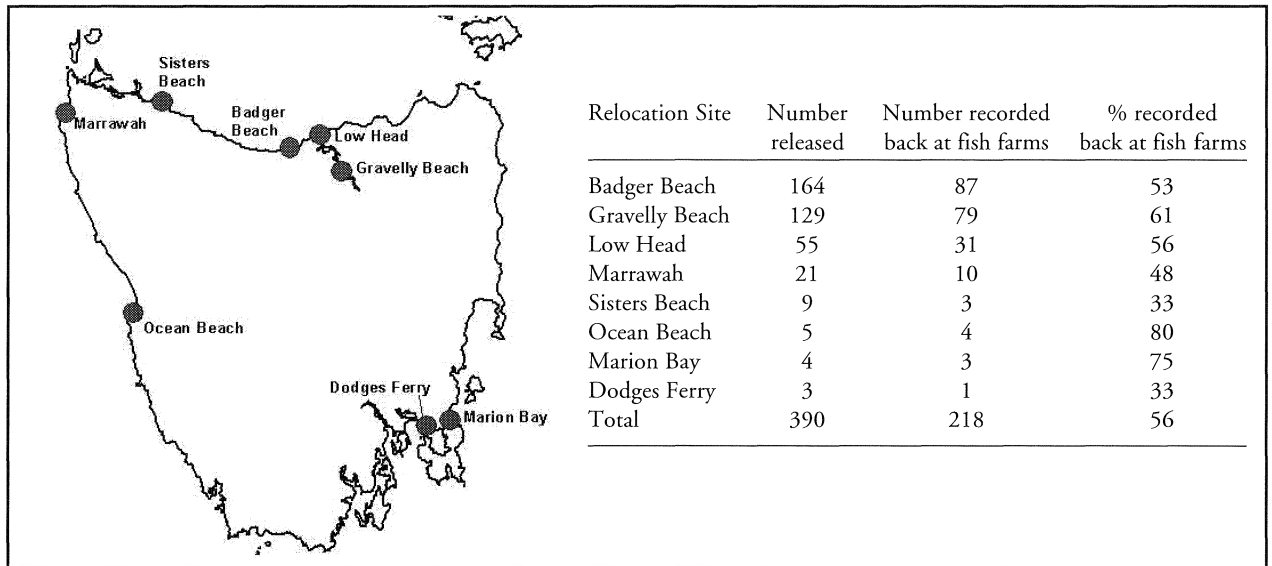 Sisters
Beach
Marrawah
Badger
Beach
Low Head
Gravelly Beach
Ocean Beach
Dodges Ferry
Marion Bay
Relocation Site Number Number recorded % recorded
released back at fish farms back at fish farms
Badger Beach 164 87 53
Gravelly Beach 129 79 61
Low Head 55 31 56
Marrawah 21 10 48
Sisters Beach 9 3 33
Ocean Beach 5 4 80
Marion Bay 4 3 75
Dodges Ferry 3 1 33
Total 390 218 56